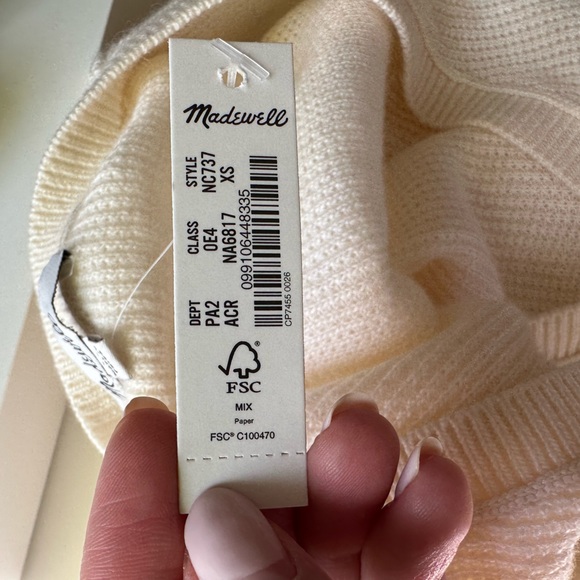 Madewell
DEPT CLASS STYLE
PA2 0E4 NC737
ACR NA6817 XS
099106448335
CP7455 0026
FSC®
MIX
Paper
FSC® C100470